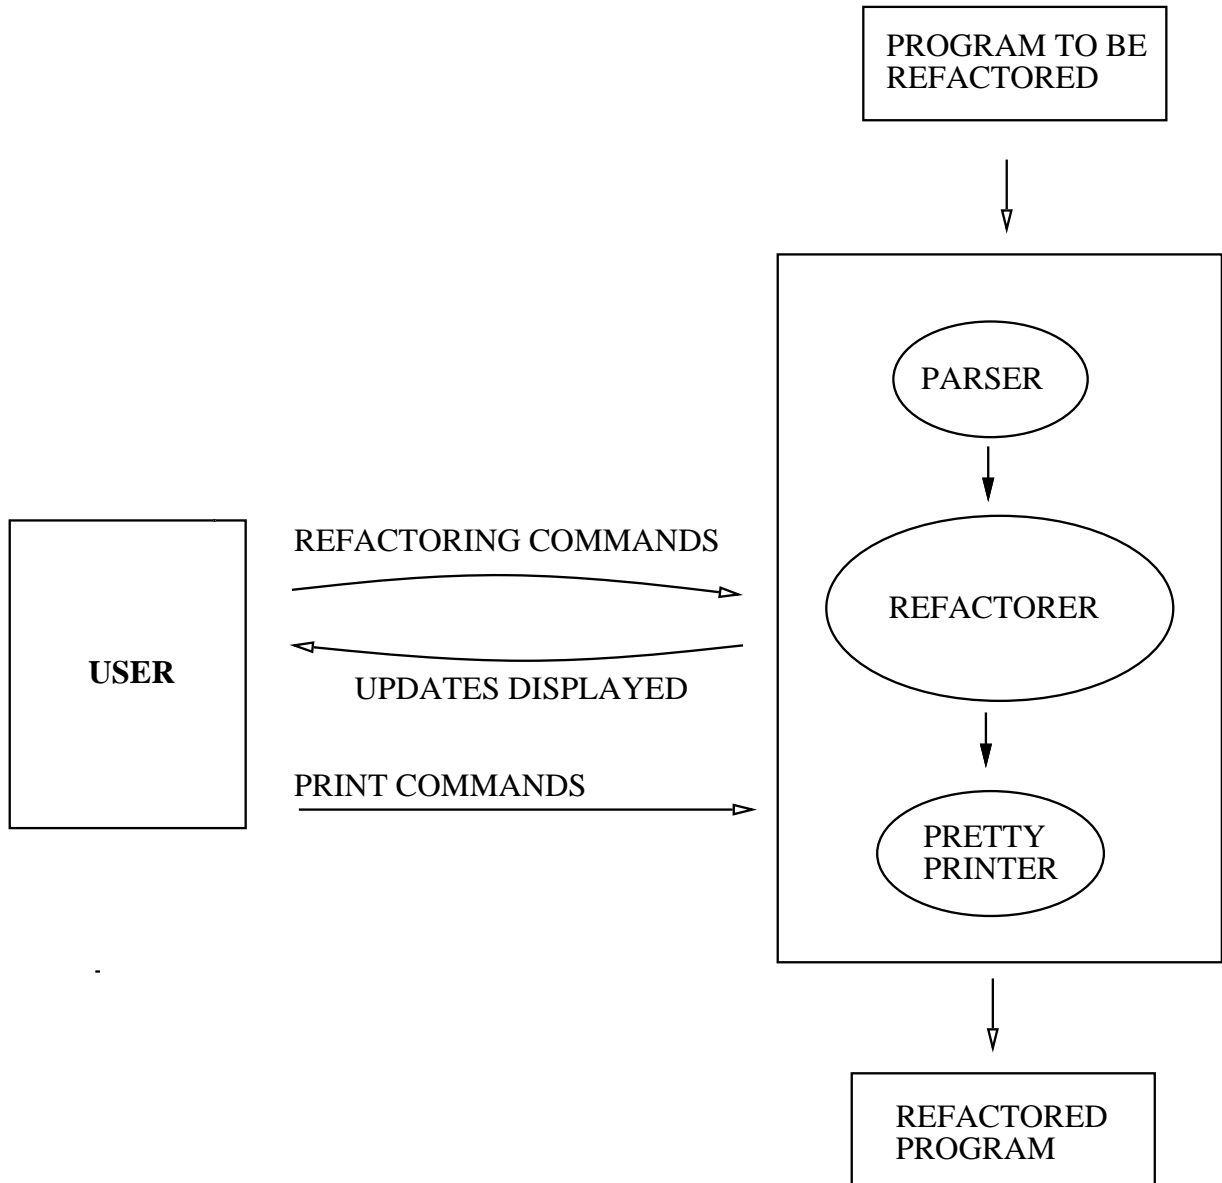 PROGRAM TO BE
REFACTORED
PARSER
REFACTORING COMMANDS
REFACTORER
USER
UPDATES DISPLAYED
PRINT COMMANDS
PRETTY
PRINTER
REFACTORED
PROGRAM